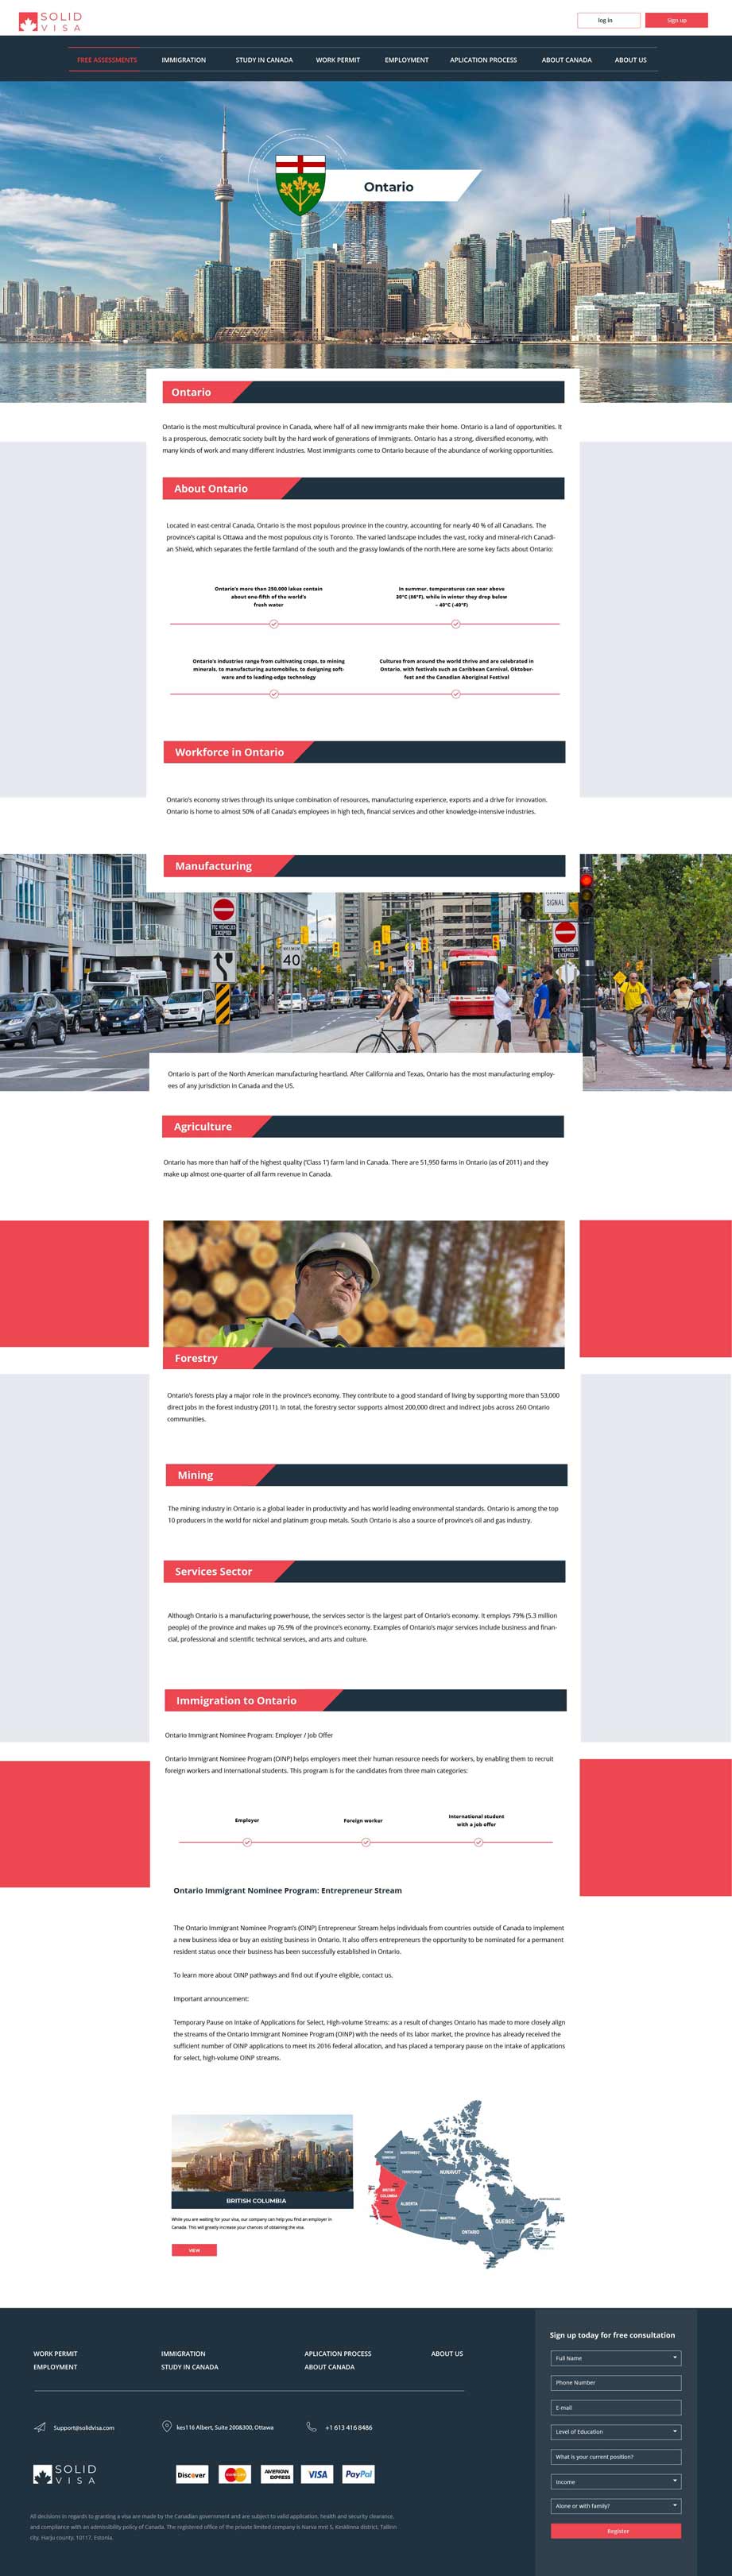 SOLID
VISA
log in
Sign up
FREE ASSESSMENTS
IMMIGRATION
STUDY IN CANADA
WORK PERMIT
EMPLOYMENT
APLICATION PROCESS
ABOUT CANADA
ABOUT US
Ontario
Ontario
Ontario is the most multicultural province in Canada, where half of all new immigrants make their home. Ontario is a land of opportunities. It
is a prosperous, democratic society built by the hard work of generations of immigrants. Ontario has a strong, diversified economy, with
many kinds of work and many different industries. Most immigrants come to Ontario because of the abundance of working opportunities.
About Ontario
Located in east-central Canada, Ontario is the most populous province in the country, accounting for nearly 40 % of all Canadians. The
province's capital is Ottawa and the most populous city is Toronto. The varied landscape includes the vast, rocky and mineral-rich Canadi-
an Shield, which separates the fertile farmland of the south and the grassy lowlands of the north.Here are some key facts about Ontario:
Ontario's more than 250,000 lakes contain
about one-fifth of the world's
fresh water
In summer, temperatures can soar above
30°C (86°F), while in winter they drop below
- 40°C (-40°F)
Ontario's industries range from cultivating crops, to mining
minerals, to manufacturing automobiles, to designing soft-
ware and to leading-edge technology
Cultures from around the world thrive and are celebrated in
Ontario, with festivals such as Caribbean Carnival, Oktober-
fest and the Canadian Aboriginal Festival
Workforce in Ontario
Ontario's economy strives through its unique combination of resources, manufacturing experience, exports and a drive for innovation.
Ontario is home to almost 50% of all Canada's employees in high tech, financial services and other knowledge-intensive industries.
Manufacturing
SIGNAL
MAXIMUM
40
TTC VEHICLES
EXCEPTED
TTC VEHICLES
EXCEPTED
Ontario is part of the North American manufacturing heartland. After California and Texas, Ontario has the most manufacturing employ-
ees of any jurisdiction in Canada and the US.
Agriculture
Ontario has more than half of the highest quality ('Class 1') farm land in Canada. There are 51,950 farms in Ontario (as of 2011) and they
make up almost one-quarter of all farm revenue in Canada.
Forestry
Ontario's forests play a major role in the province's economy. They contribute to a good standard of living by supporting more than 53,000
direct jobs in the forest industry (2011). In total, the forestry sector supports almost 200,000 direct and indirect jobs across 260 Ontario
communities.
Mining
The mining industry in Ontario is a global leader in productivity and has world leading environmental standards. Ontario is among the top
10 producers in the world for nickel and platinum group metals. South Ontario is also a source of province's oil and gas industry.
Services Sector
Although Ontario is a manufacturing powerhouse, the services sector is the largest part of Ontario's economy. It employs 79% (5.3 million
people) of the province and makes up 76.9% of the province's economy. Examples of Ontario's major services include business and finan-
cial, professional and scientific technical services, and arts and culture.
Immigration to Ontario
Ontario Immigrant Nominee Program: Employer / Job Offer
Ontario Immigrant Nominee Program (OINP) helps employers meet their human resource needs for workers, by enabling them to recruit
foreign workers and international students. This program is for the candidates from three main categories:
Employer
Foreign worker
International student
with a job offer
Ontario Immigrant Nominee Program: Entrepreneur Stream
The Ontario Immigrant Nominee Program's (OINP) Entrepreneur Stream helps individuals from countries outside of Canada to implement
a new business idea or buy an existing business in Ontario. It also offers entrepreneurs the opportunity to be nominated for a permanent
resident status once their business has been successfully established in Ontario.
To learn more about OINP pathways and find out if you're eligible, contact us.
Important announcement:
Temporary Pause on Intake of Applications for Select, High-volume Streams: as a result of changes Ontario has made to more closely align
the streams of the Ontario Immigrant Nominee Program (OINP) with the needs of its labor market, the province has already received the
sufficient number of OINP applications to meet its 2016 federal allocation, and has placed a temporary pause on the intake of applications
for select, high-volume OINP streams.
BRITISH COLUMBIA
While you are waiting for your visa, our company can help you find an employer in
Canada. This will greatly increase your chances of obtaining the visa.
VIEW
NORTHWEST
TERRITORIES
NUNAVUT
BRITISH
COLUMBIA
ALBERTA
MANITOBA
ONTARIO
QUEBEC
WORK PERMIT
EMPLOYMENT
IMMIGRATION
STUDY IN CANADA
APLICATION PROCESS
ABOUT CANADA
ABOUT US
Support@solidvisa.com
kes116 Albert, Suite 200&300, Ottawa
+1 613 416 8486
SOLID
VISA
Discover
MasterCard
AMERICAN
EXPRESS
VISA
PayPal
All decisions in regards to granting a visa are made by the Canadian government and are subject to valid application, health and security clearance,
and compliance with an admissibility policy of Canada. The registered office of the private limited company is Narva mnt 5, Kesklinna district, Tallinn
city, Harju county, 10117, Estonia.
Sign up today for free consultation
Full Name
Phone Number
E-mail
Level of Education
What is your current position?
Income
Alone or with family?
Register